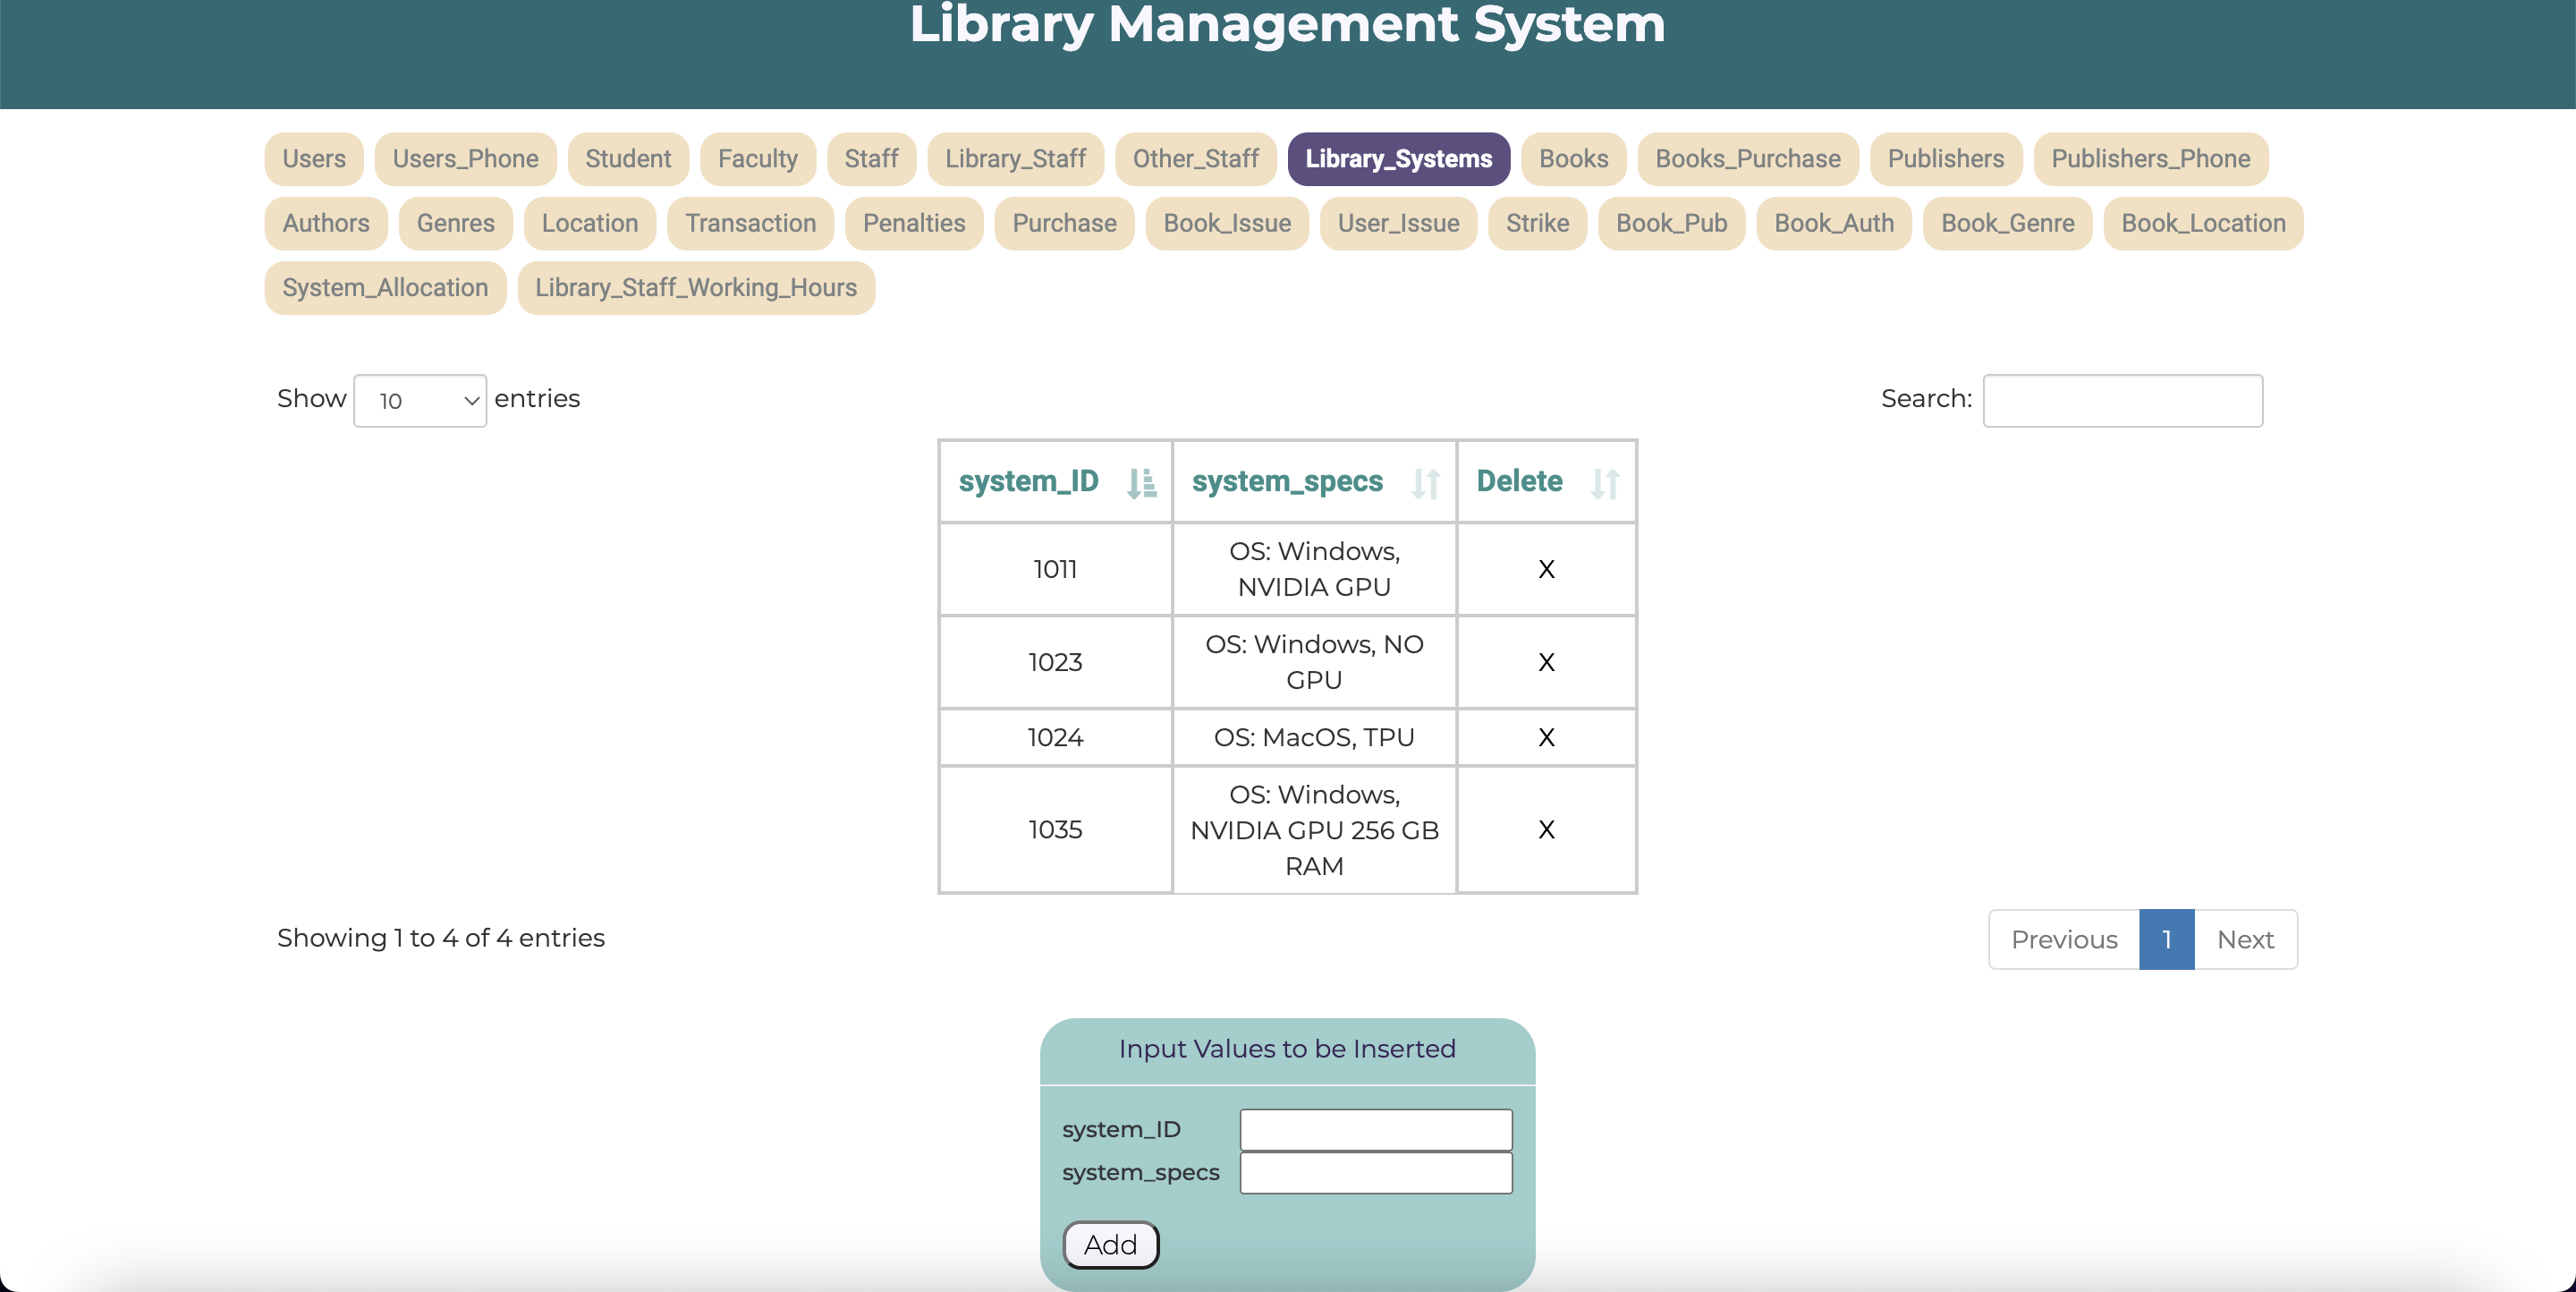 Library Management System
Users Users_Phone Student Faculty Staff Library_Staff Other_Staff Library_Systems Books Books_Purchase Publishers Publishers_Phone
Authors Genres Location Transaction Penalties Purchase Book_Issue User_Issue Strike Book_Pub Book_Auth Book_Genre Book_Location
System_Allocation Library_Staff_Working_Hours
Show 10 entries Search:
system_ID system_specs Delete
OS: Windows,
1011 X
NVIDIA GPU
OS: Windows, NO
1023 X
GPU
1024 OS: MacOS, TPU X
OS: Windows,
1035 NVIDIA GPU 256 GB X
RAM
Showing 1 to 4 of 4 entries Previous 1 Next
Input Values to be Inserted
system_ID
system_specs
Add